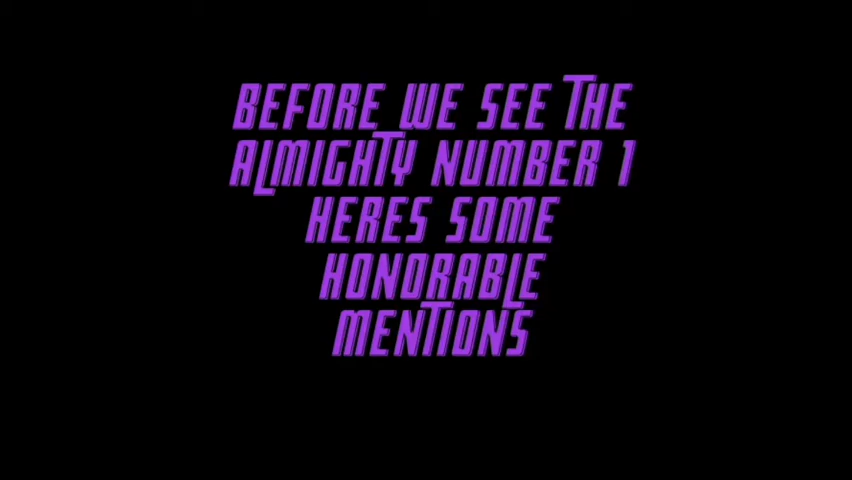 BEFORE WE SEE THE
ALMIGHTY NUMBER 1
HERES SOME
HONORABLE
MENTIONS